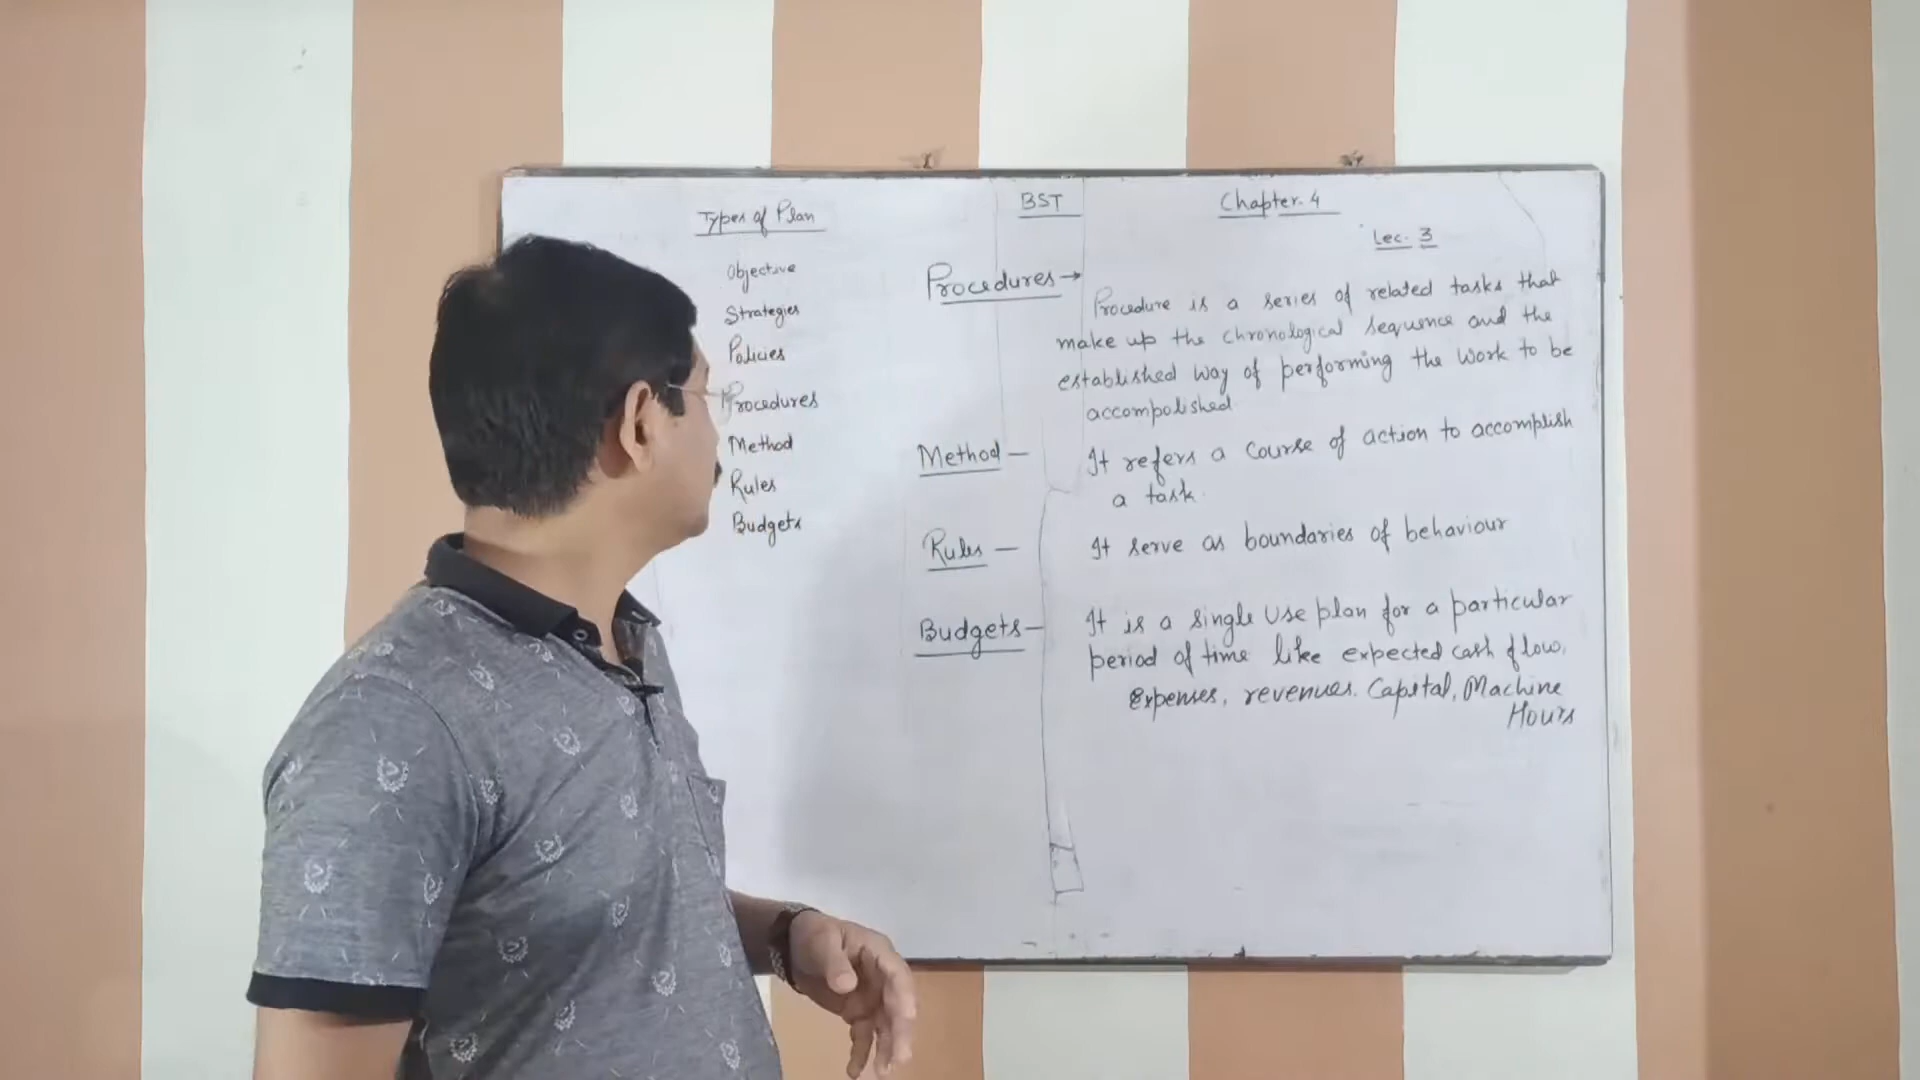 Types of Plan
Objective
Strategies
Policies
Procedures
Method
Rules
Budgets
BST
Chapter. 4
Lec. 3
Procedures →
Procedure is a series of related tasks that
make up the chronological sequence and the
established way of performing the work to be
accompolished.
Method — It refers a course of action to accomplish
a task.
Rules — It serve as boundaries of behaviour
Budgets — It is a single use plan for a particular
period of time like expected cash flow,
Expenses, revenues. Capital, Machine
Hours